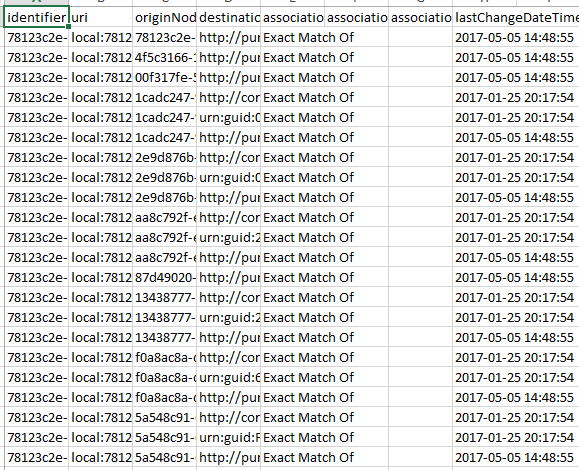 identifier uri originNod destinatio associatio associatio associatio lastChangeDateTime
78123c2e- local:7812 78123c2e- http://pur Exact Match Of 2017-05-05 14:48:55
78123c2e- local:7812 4f5c3166-1 http://pur Exact Match Of 2017-05-05 14:48:55
78123c2e- local:7812 00f317fe-5 http://pur Exact Match Of 2017-05-05 14:48:55
78123c2e- local:7812 1cadc247- http://cor Exact Match Of 2017-01-25 20:17:54
78123c2e- local:7812 1cadc247- urn:guid:0 Exact Match Of 2017-01-25 20:17:54
78123c2e- local:7812 1cadc247- http://pur Exact Match Of 2017-05-05 14:48:55
78123c2e- local:7812 2e9d876b- http://cor Exact Match Of 2017-01-25 20:17:54
78123c2e- local:7812 2e9d876b- urn:guid:0 Exact Match Of 2017-01-25 20:17:54
78123c2e- local:7812 2e9d876b- http://pur Exact Match Of 2017-05-05 14:48:55
78123c2e- local:7812 aa8c792f-e http://cor Exact Match Of 2017-01-25 20:17:54
78123c2e- local:7812 aa8c792f-e urn:guid:2 Exact Match Of 2017-01-25 20:17:54
78123c2e- local:7812 aa8c792f-e http://pur Exact Match Of 2017-05-05 14:48:55
78123c2e- local:7812 87d49020- http://cor Exact Match Of 2017-01-25 20:17:54
78123c2e- local:7812 13438777- http://cor Exact Match Of 2017-01-25 20:17:54
78123c2e- local:7812 13438777- urn:guid:2 Exact Match Of 2017-01-25 20:17:54
78123c2e- local:7812 13438777- http://pur Exact Match Of 2017-05-05 14:48:55
78123c2e- local:7812 f0a8ac8a-c http://cor Exact Match Of 2017-01-25 20:17:54
78123c2e- local:7812 f0a8ac8a-c urn:guid:6 Exact Match Of 2017-01-25 20:17:54
78123c2e- local:7812 f0a8ac8a-c http://pur Exact Match Of 2017-05-05 14:48:55
78123c2e- local:7812 5a548c91- http://cor Exact Match Of 2017-01-25 20:17:54
78123c2e- local:7812 5a548c91- urn:guid:F Exact Match Of 2017-01-25 20:17:54
78123c2e- local:7812 5a548c91- http://pur Exact Match Of 2017-05-05 14:48:55